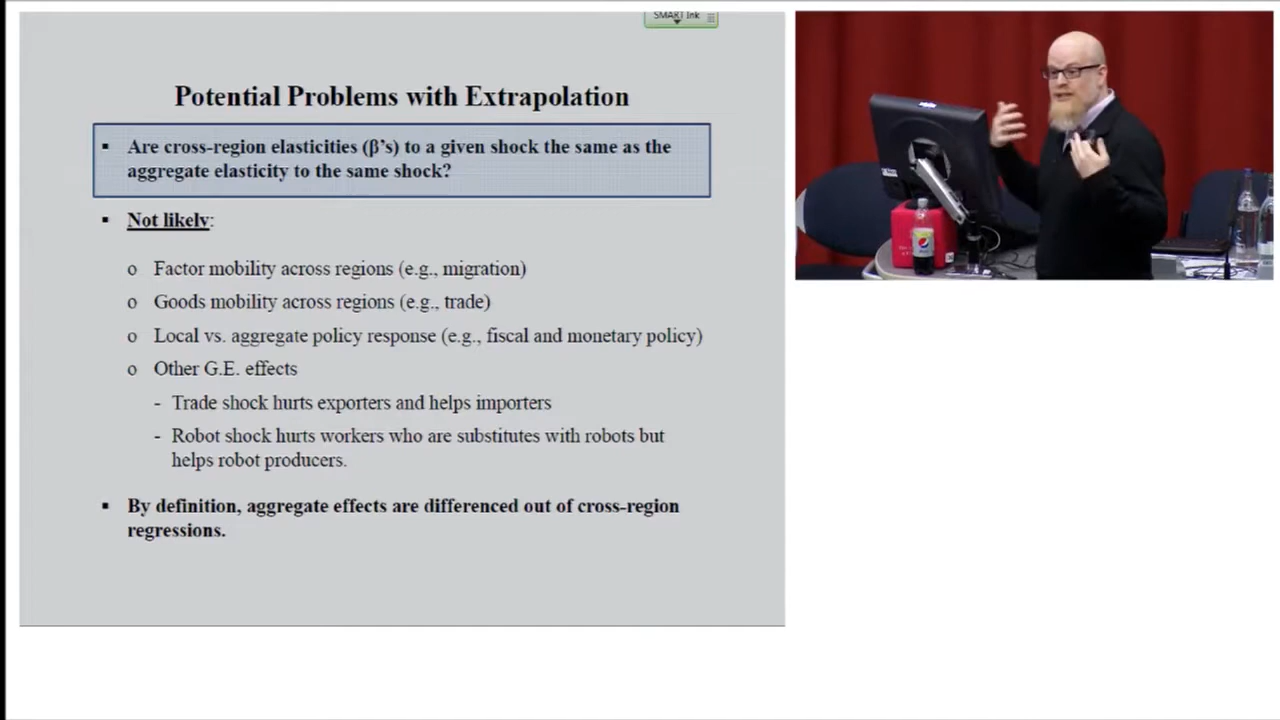 SMART Ink
Potential Problems with Extrapolation
▪ Are cross-region elasticities (β's) to a given shock the same as the
aggregate elasticity to the same shock?
▪ Not likely:
o Factor mobility across regions (e.g., migration)
o Goods mobility across regions (e.g., trade)
o Local vs. aggregate policy response (e.g., fiscal and monetary policy)
o Other G.E. effects
- Trade shock hurts exporters and helps importers
- Robot shock hurts workers who are substitutes with robots but
helps robot producers.
▪ By definition, aggregate effects are differenced out of cross-region
regressions.